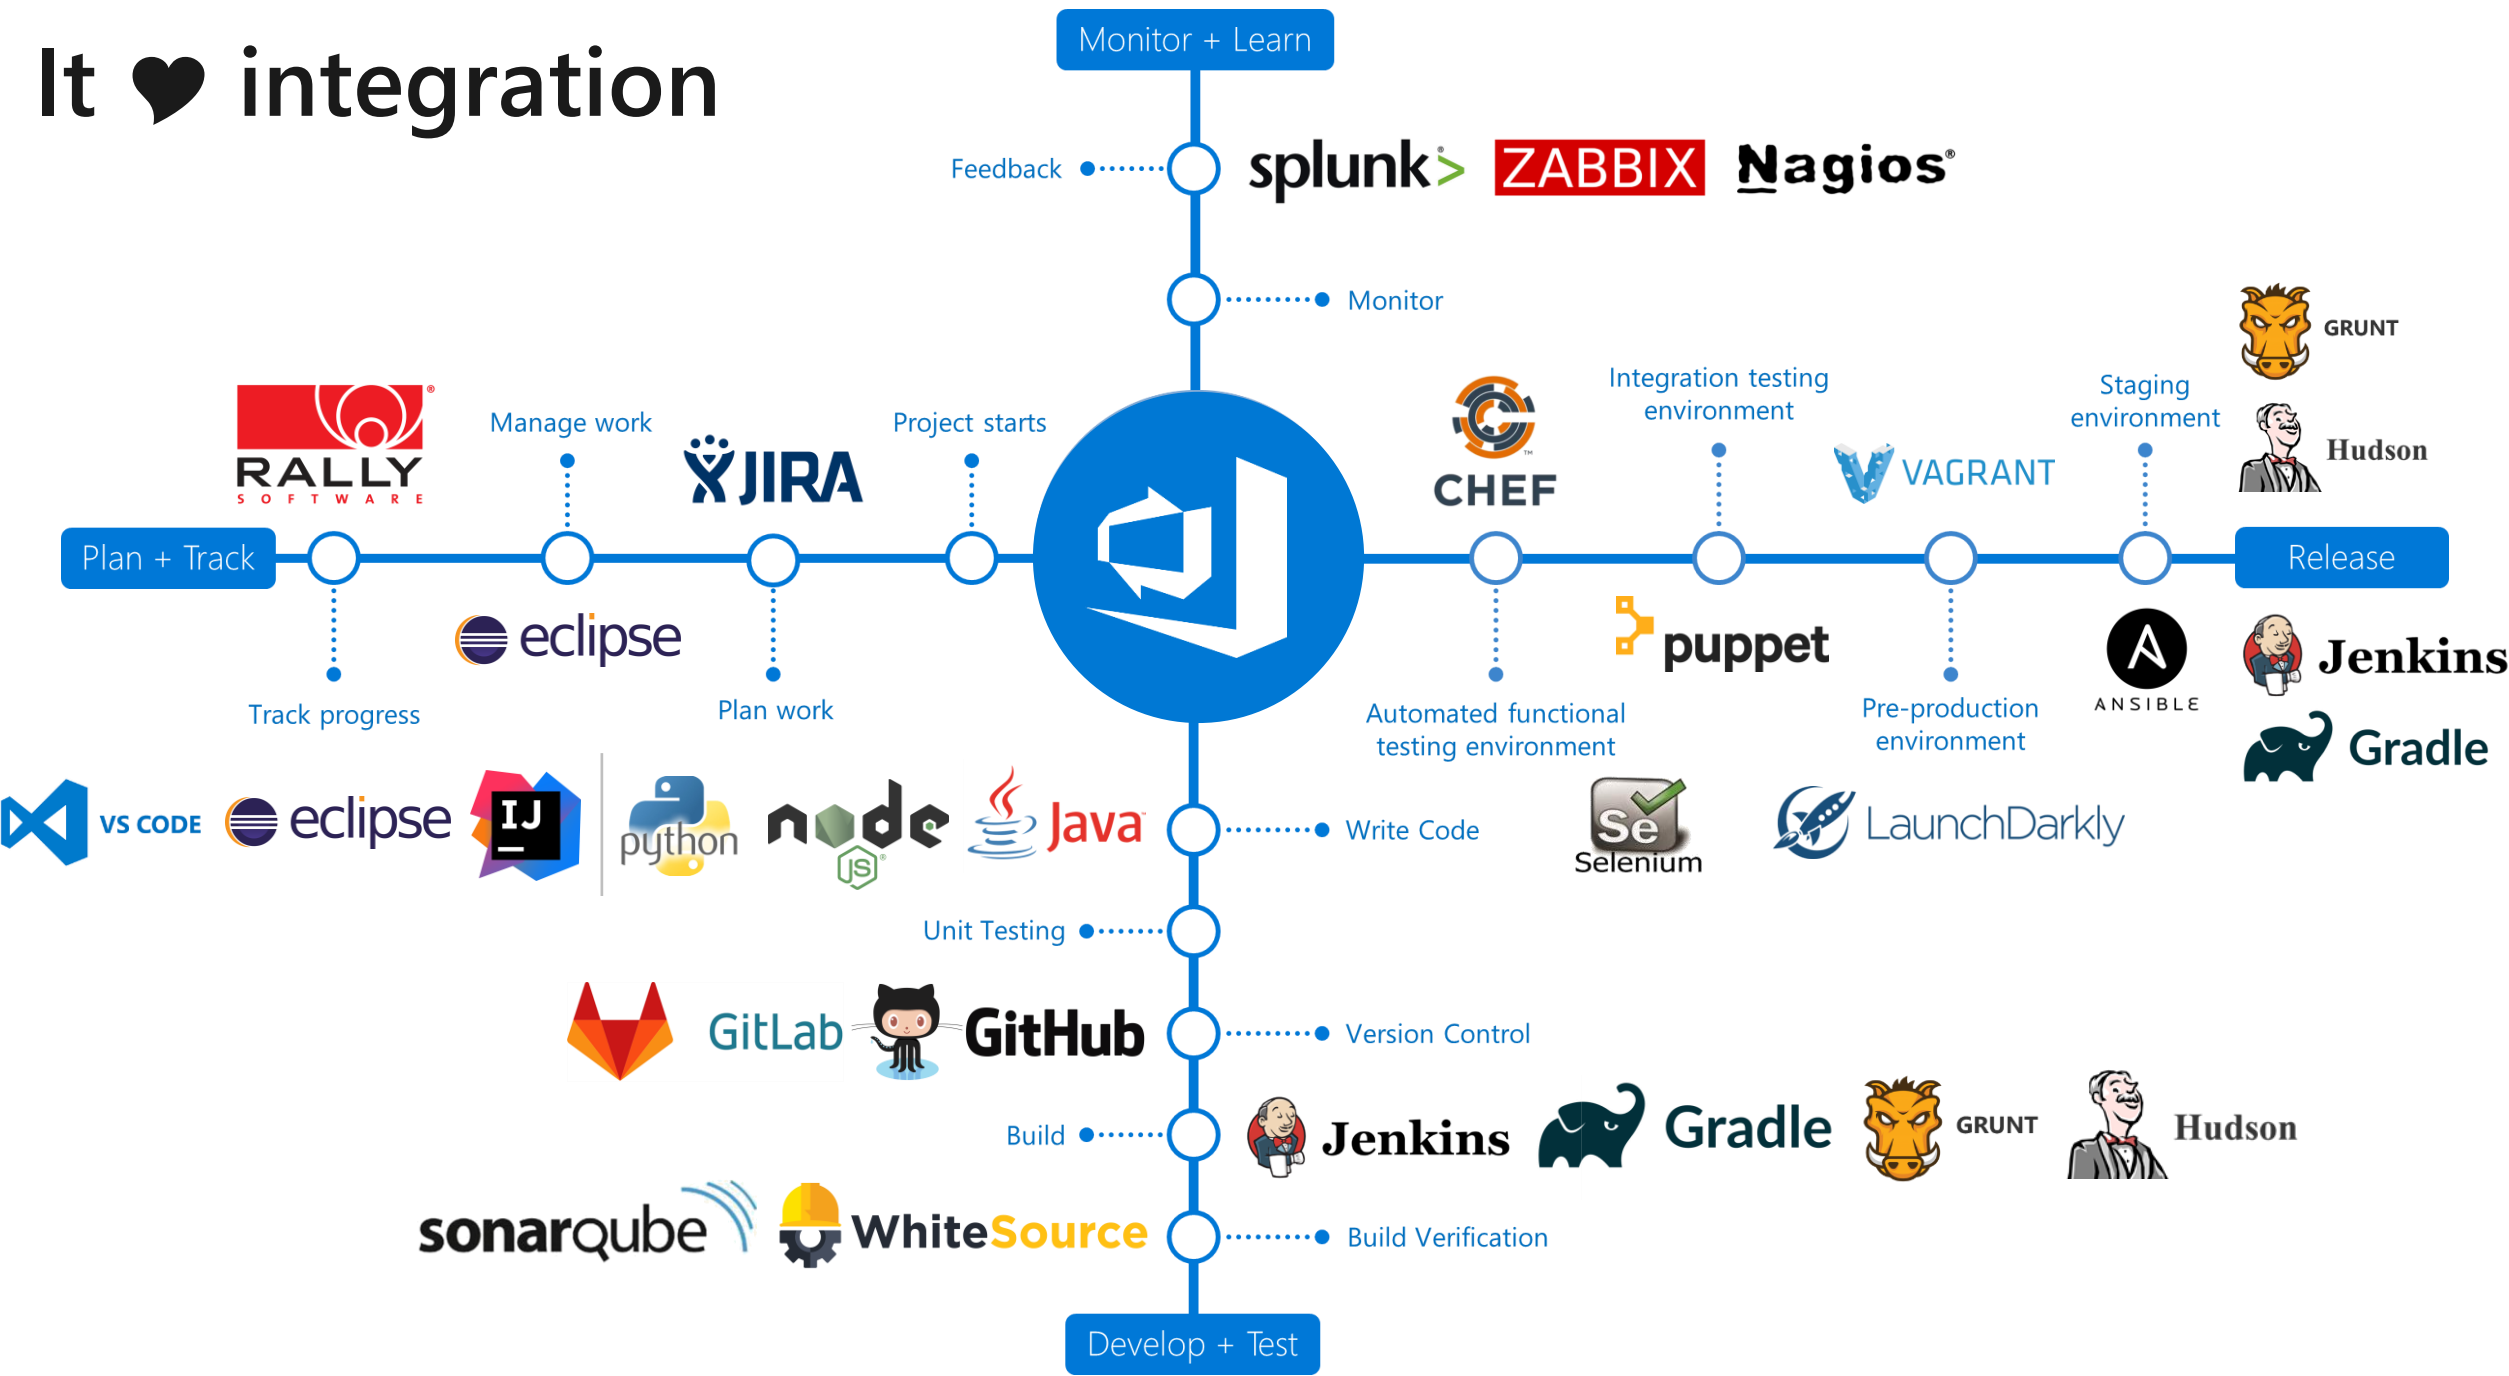 It ♥ integration
Monitor + Learn
Feedback
splunk>®
ZABBIX
Nagios®
Monitor
GRUNT
Hudson
RALLY®
SOFTWARE
Manage work
JIRA
Project starts
CHEF™
Integration testing
environment
VAGRANT
Staging
environment
Plan + Track
Release
Track progress
eclipse
Plan work
Automated functional
testing environment
puppet
Pre-production
environment
ANSIBLE
Jenkins
Gradle
VS CODE
eclipse
IJ
python
node
JS®
Java™
Write Code
Se
Selenium
LaunchDarkly
Unit Testing
GitLab
GitHub
Version Control
Build
Jenkins
Gradle
GRUNT
Hudson
sonarqube
WhiteSource
Build Verification
Develop + Test